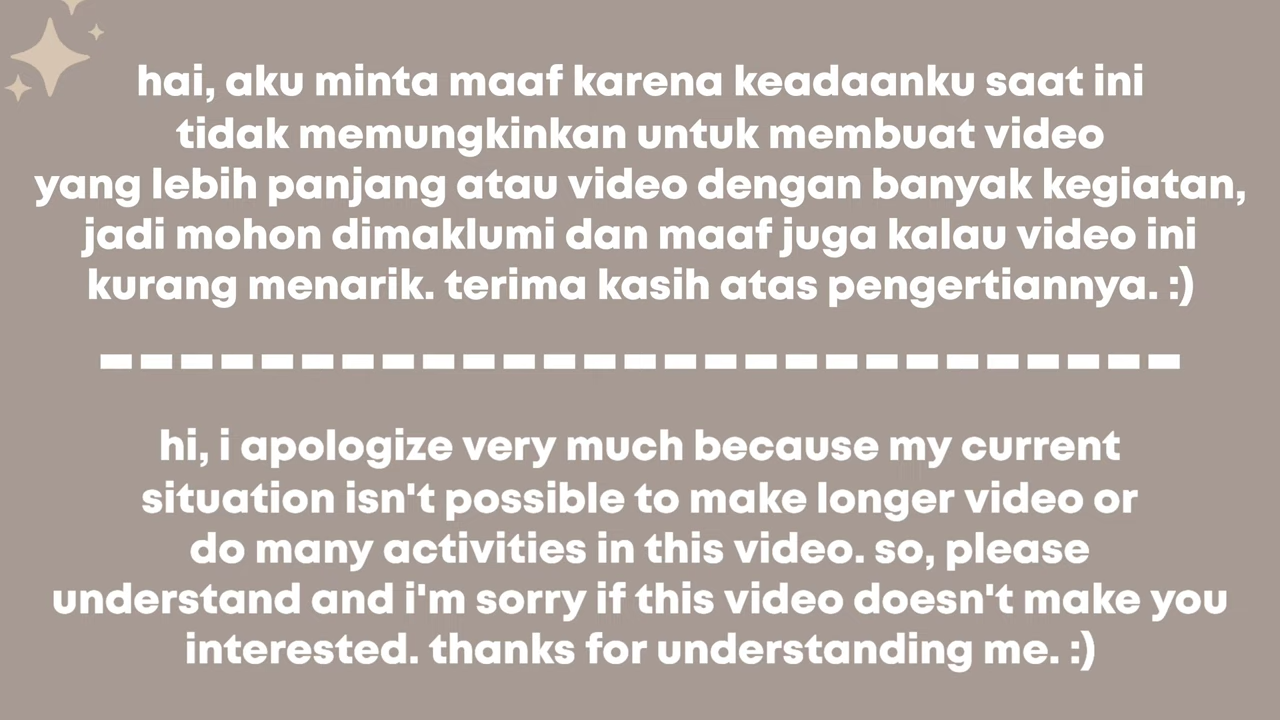 hai, aku minta maaf karena keadaanku saat ini
tidak memungkinkan untuk membuat video
yang lebih panjang atau video dengan banyak kegiatan,
jadi mohon dimaklumi dan maaf juga kalau video ini
kurang menarik. terima kasih atas pengertiannya. :)
hi, i apologize very much because my current
situation isn't possible to make longer video or
do many activities in this video. so, please
understand and i'm sorry if this video doesn't make you
interested. thanks for understanding me. :)